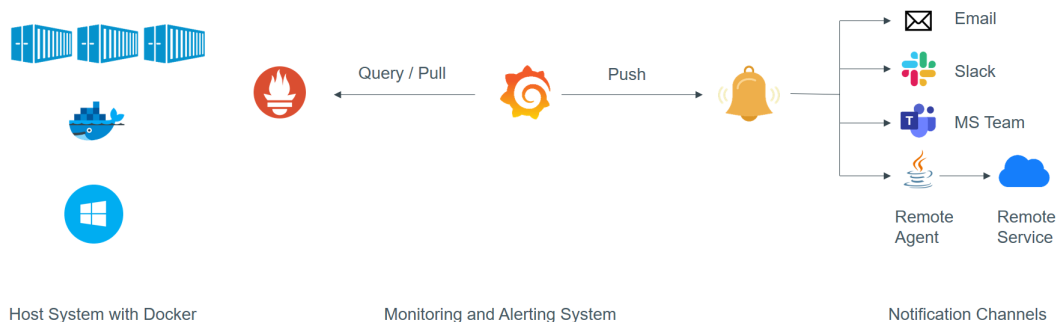 Email
Query / Pull
Push
Slack
T
MS Team
Remote
Agent
Remote
Service
Host System with Docker
Monitoring and Alerting System
Notification Channels